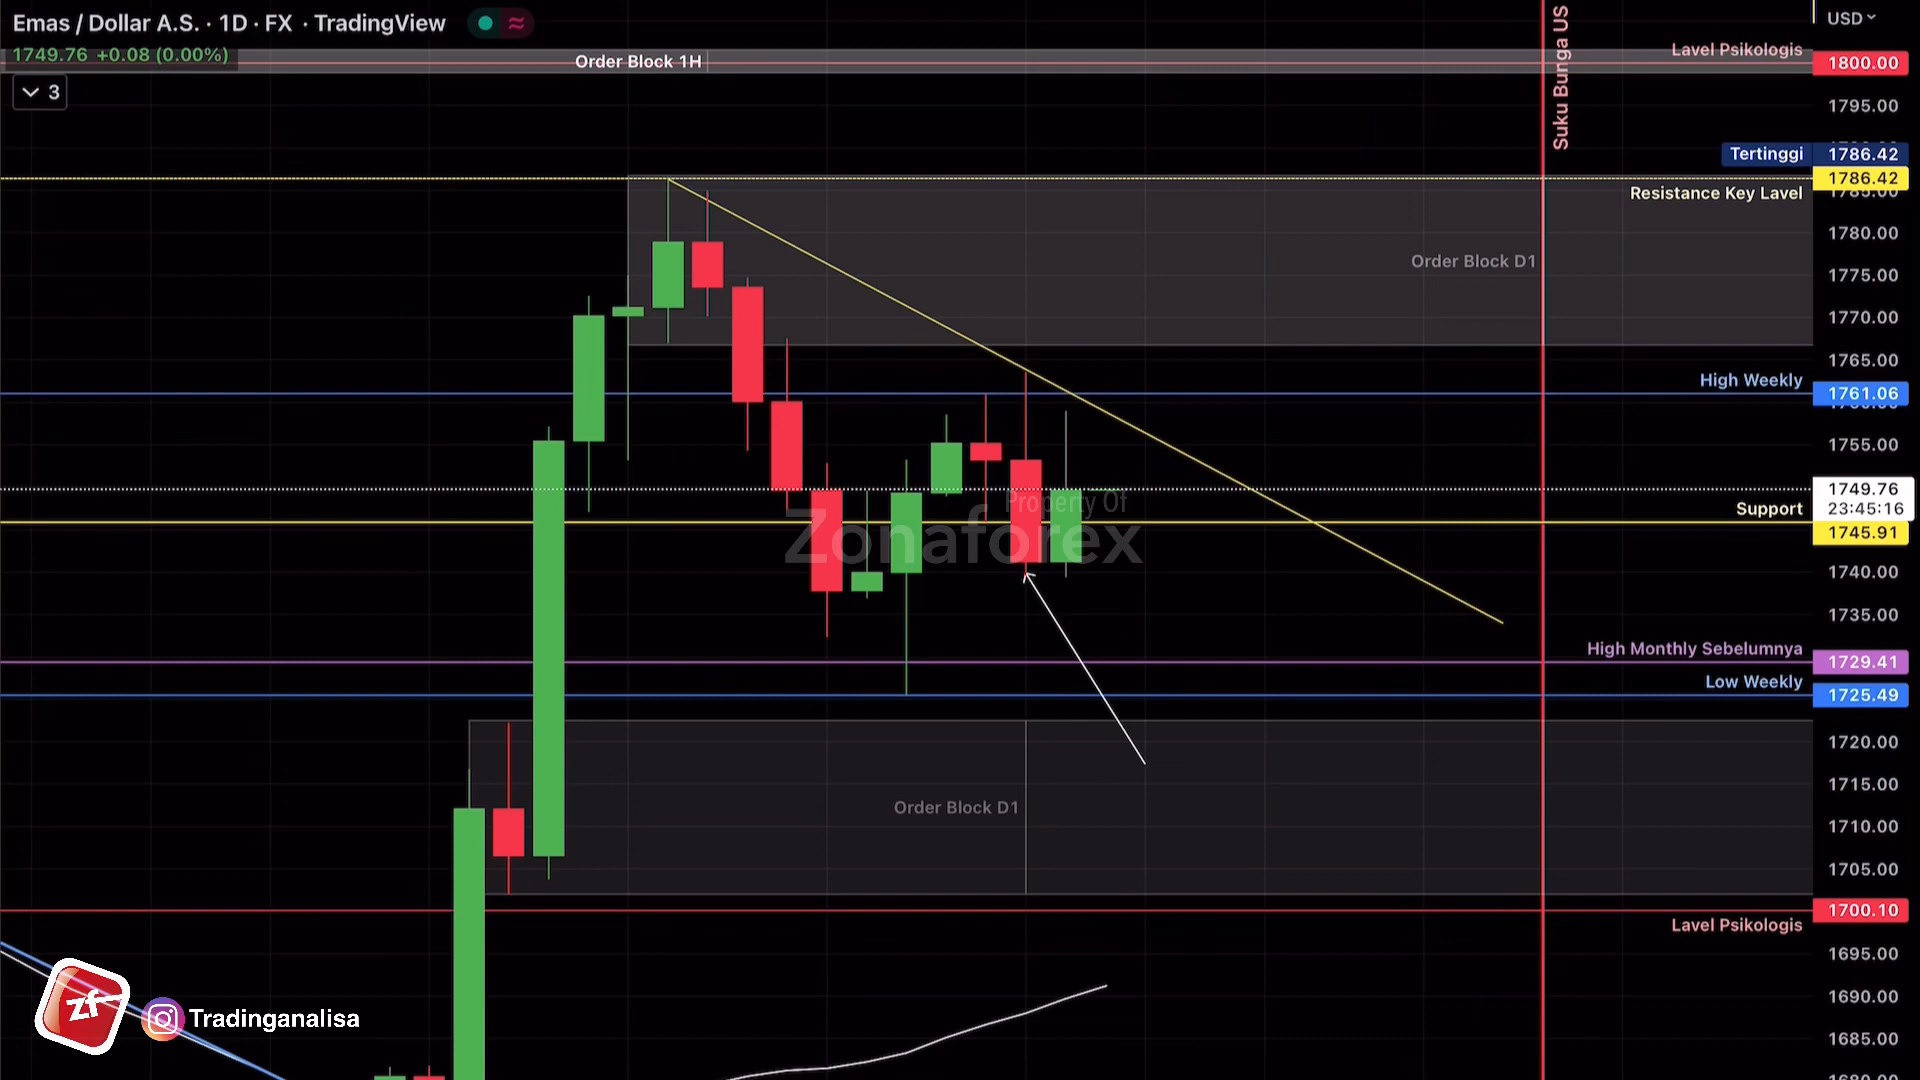 Emas / Dollar A.S. · 1D · FX · TradingView
USD
1749.76 +0.08 (0.00%)
Order Block 1H
Lavel Psikologis
1800.00
3
Suku Bunga US
1795.00
Tertinggi 1786.42
1786.42
Resistance Key Lavel
1785.00
1780.00
Order Block D1
1775.00
1770.00
1765.00
High Weekly
1761.06
1755.00
1749.76
Support
23:45:16
1745.91
Property Of
Zonaforex
1740.00
1735.00
High Monthly Sebelumnya
1729.41
Low Weekly
1725.49
1720.00
1715.00
Order Block D1
1710.00
1705.00
1700.10
Lavel Psikologis
1695.00
1690.00
zf
Tradinganalisa
1685.00
1680.00